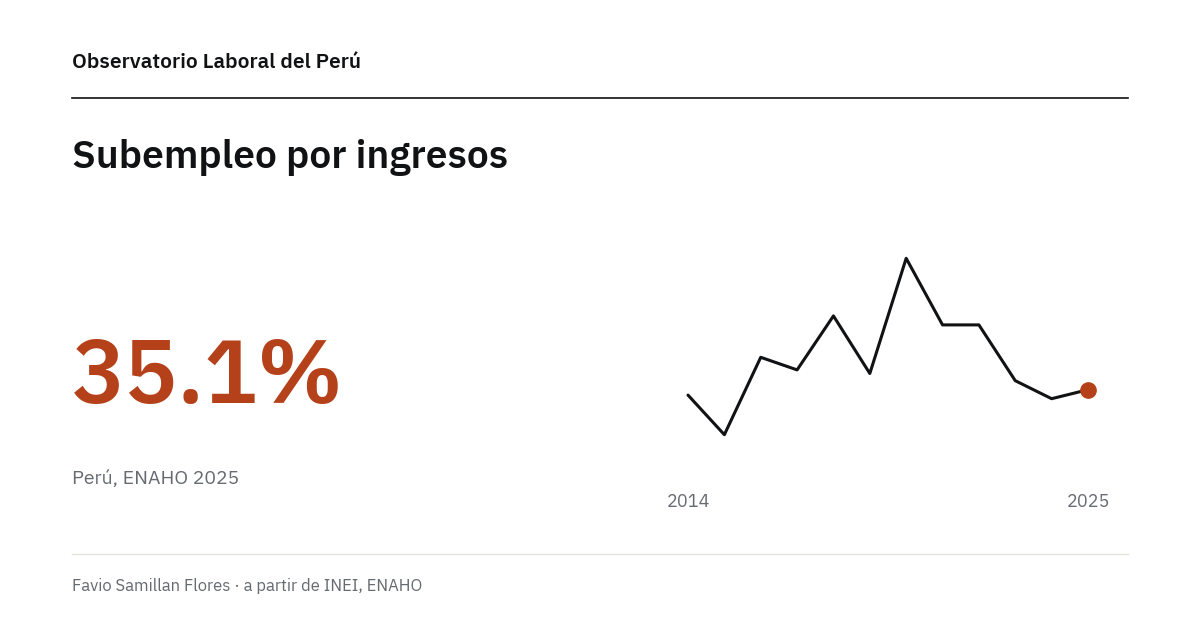 Observatorio Laboral del Perú
Subempleo por ingresos
35.1%
Perú, ENAHO 2025
2014
2025
Favio Samillan Flores · a partir de INEI, ENAHO